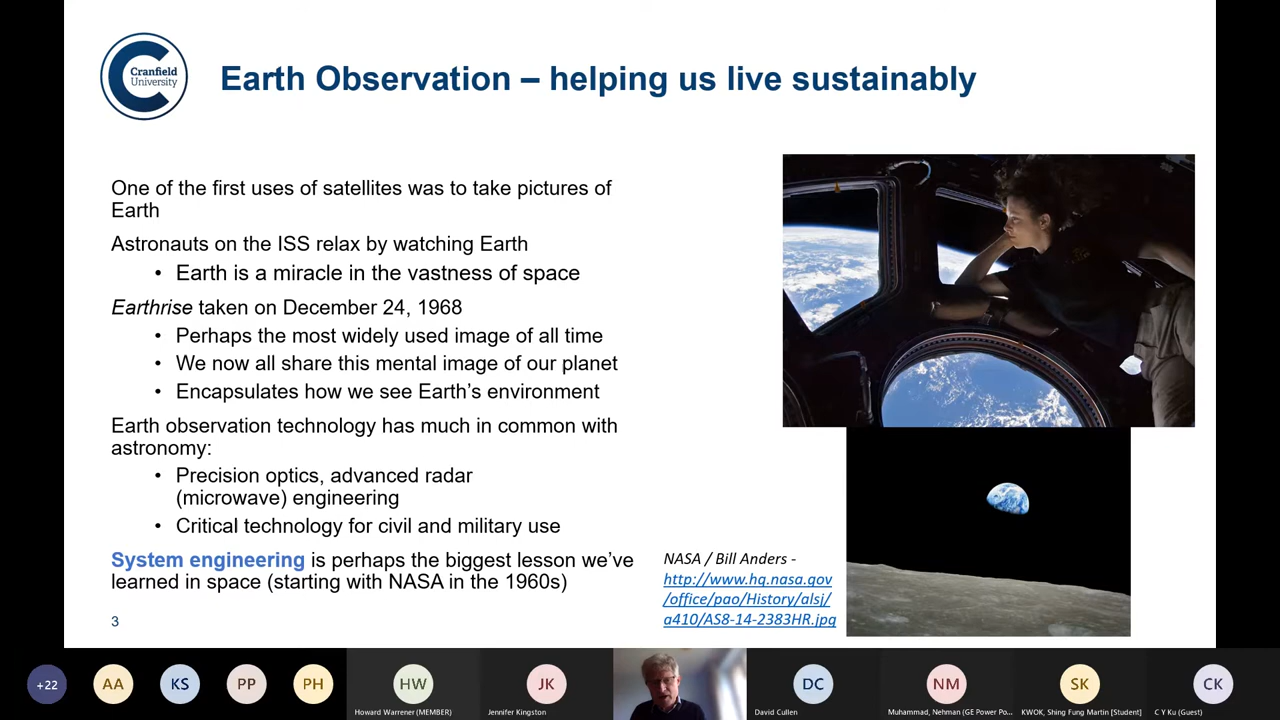 Cranfield
University
Earth Observation – helping us live sustainably
One of the first uses of satellites was to take pictures of
Earth
Astronauts on the ISS relax by watching Earth
• Earth is a miracle in the vastness of space
Earthrise taken on December 24, 1968
• Perhaps the most widely used image of all time
• We now all share this mental image of our planet
• Encapsulates how we see Earth’s environment
Earth observation technology has much in common with
astronomy:
• Precision optics, advanced radar
(microwave) engineering
• Critical technology for civil and military use
System engineering is perhaps the biggest lesson we’ve
learned in space (starting with NASA in the 1960s)
NASA / Bill Anders -
http://www.hq.nasa.gov
/office/pao/History/alsj/
a410/AS8-14-2383HR.jpg
3
+22
AA
KS
PP
PH
HW
JK
DC
NM
SK
CK
Howard Warrener (MEMBER)
Jennifer Kingston
David Cullen
Muhammad, Nehman (GE Power Po...
KWOK, Shing Fung Martin [Student]
C Y Ku (Guest)